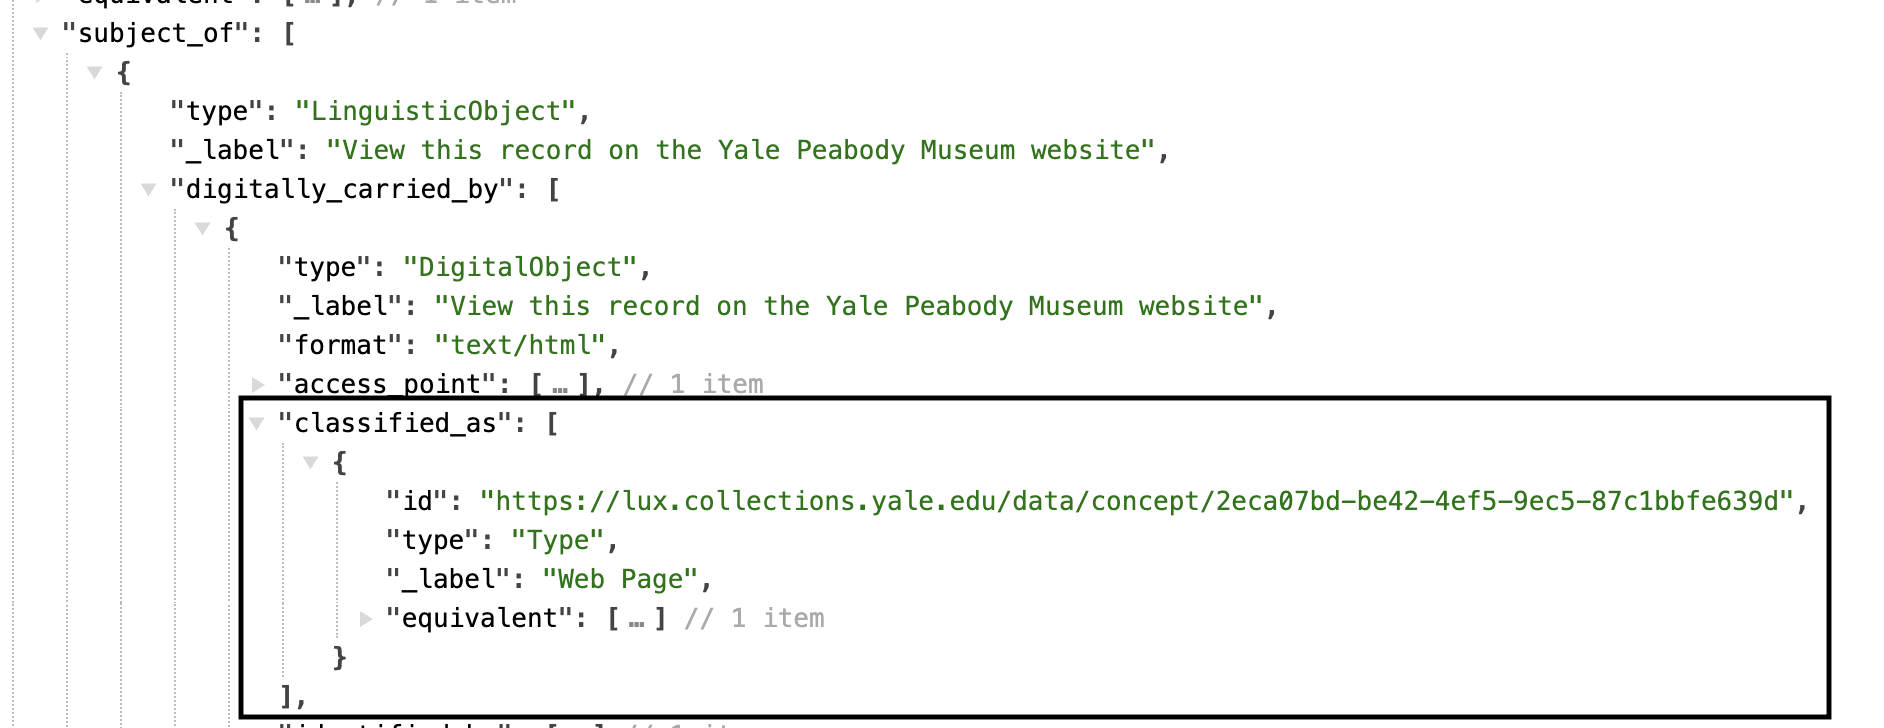 "equivalent": [ … ], // 1 item
"subject_of": [
{
"type": "LinguisticObject",
"_label": "View this record on the Yale Peabody Museum website",
"digitally_carried_by": [
{
"type": "DigitalObject",
"_label": "View this record on the Yale Peabody Museum website",
"format": "text/html",
"access_point": [ … ], // 1 item
"classified_as": [
{
"id": "https://lux.collections.yale.edu/data/concept/2eca07bd-be42-4ef5-9ec5-87c1bbfe639d",
"type": "Type",
"_label": "Web Page",
"equivalent": [ … ] // 1 item
}
],